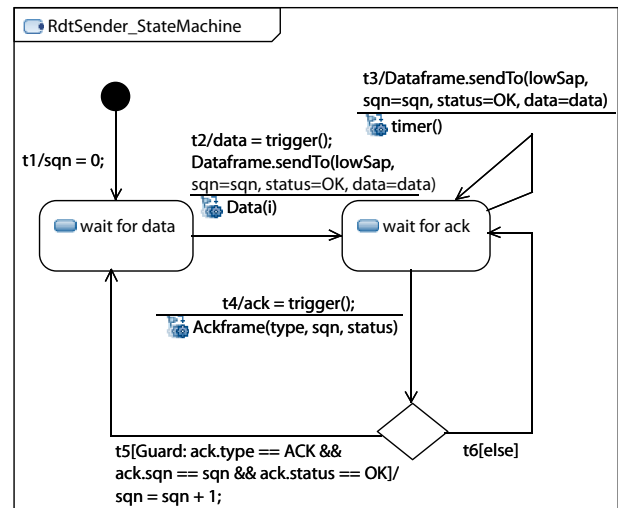 RdtSender_StateMachine
t3/Dataframe.sendTo(lowSap,
sqn=sqn, status=OK, data=data)
timer()
t2/data = trigger();
Dataframe.sendTo(lowSap,
sqn=sqn, status=OK, data=data)
Data(i)
t1/sqn = 0;
wait for data
wait for ack
t4/ack = trigger();
Ackframe(type, sqn, status)
t5[Guard: ack.type == ACK &&
ack.sqn == sqn && ack.status == OK]/
sqn = sqn + 1;
t6[else]